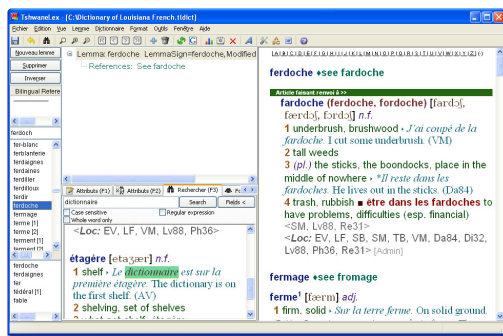 Tshwanel.ex - [C:\Dictionary of Louisians French.tldict]
Fichier Edition Vue Lemme Dictionnaire Format Outils Fenêtre Aide
Nouveau lemme
Supprimer
Inverser
Bilingual Refere
ferdoch
fer-blanc
ferblanterie
ferdaignes
ferdaines
ferdiller
ferdilloux
ferdir
ferdoche
fermage
ferme [1]
ferme [2]
ferment [1]
ferdoche
ferdaignes
fer
fédéral [1]
table
Lemma: ferdoche LemmaSign=ferdoche, Modified
References: See fardoche
Attributs (F1)
Attributs (F2)
Rechercher (F3)
dictionnaire
Search
Fields <
Case sensitive
Regular expression
Whole word only
<Loc: EV, LF, VM, Lv88, Ph36>
étagère [etaʒær] n.f.
1 shelf • Le dictionnaire est sur la
première étagère. The dictionary is on
the first shelf. (AV)
2 shelving, set of shelves
A B C D E F G H I J K L M N O P Q R S T U V W X Y Z
ferdoche ♦see fardoche
Article faisant renvoi à >>
fardoche (ferdoche, fordoche) [fardɔʃ,
færdɔʃ, fɔrdɔʃ] n.f.
1 underbrush, brushwood • J'ai coupé de la
fardoche. I cut some underbrush. (VM)
2 tall weeds
3 (pl.) the sticks, the boondocks, place in the
middle of nowhere • *Il reste dans les
fardoches. He lives out in the sticks. (Da84)
4 trash, rubbish ■ être dans les fardoches to
have problems, difficulties (esp. financial)
<SM, Lv88, Re31>
<Loc: EV, LF, SB, SM, TB, VM, Da84, Di32,
Lv88, Ph36, Re31> [Admin]
fermage ♦see fromage
ferme¹ [færm] adj.
1 firm, solid • Sur la terre ferme. On solid ground.